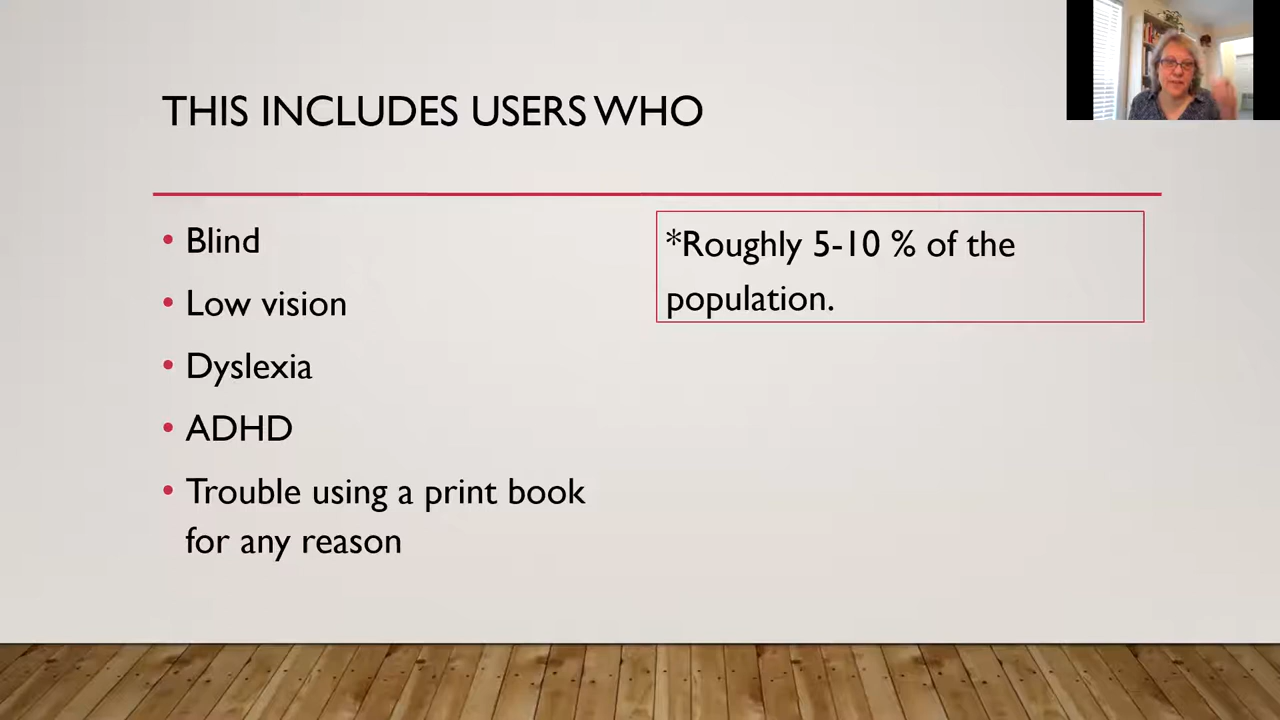 THIS INCLUDES USERS WHO
• Blind
• Low vision
• Dyslexia
• ADHD
• Trouble using a print book
for any reason
*Roughly 5-10 % of the
population.